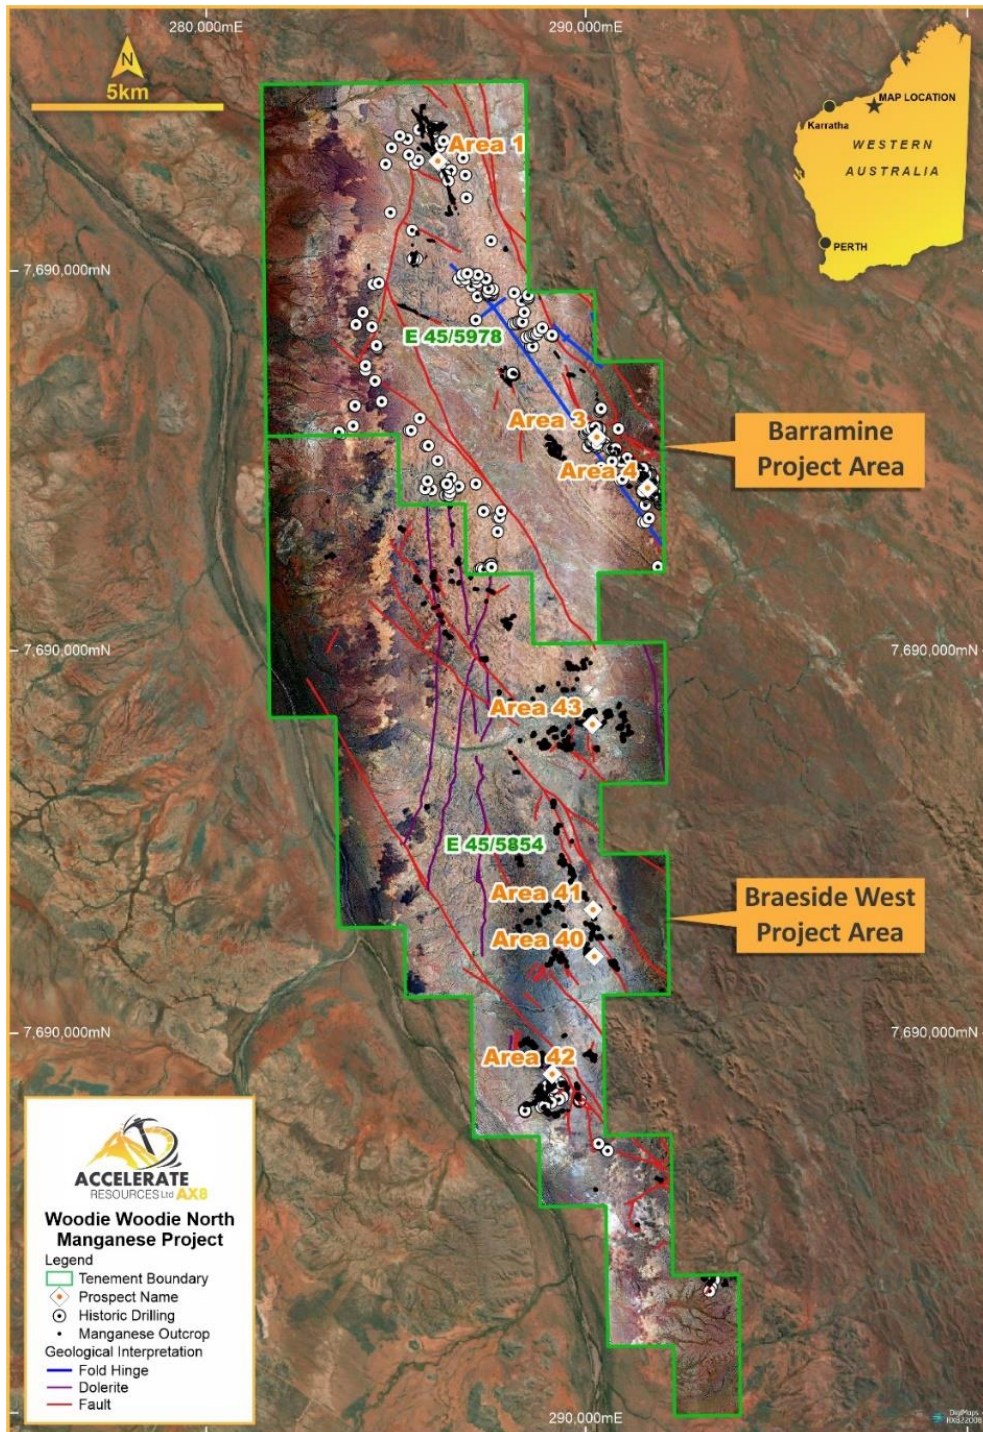 280,000mE
290,000mE
N
5km
MAP LOCATION
Karratha
WESTERN
AUSTRALIA
PERTH
Area 1
7,690,000mN
E 45/5978
Area 3
Area 4
Barramine
Project Area
7,690,000mN
7,690,000mN
Area 43
E 45/5854
Area 41
Area 40
Braeside West
Project Area
7,690,000mN
7,690,000mN
Area 42
ACCELERATE
RESOURCES Ltd AX8
Woodie Woodie North
Manganese Project
Legend
Tenement Boundary
Prospect Name
Historic Drilling
Manganese Outcrop
Geological Interpretation
Fold Hinge
Dolerite
Fault
290,000mE
DigiMaps